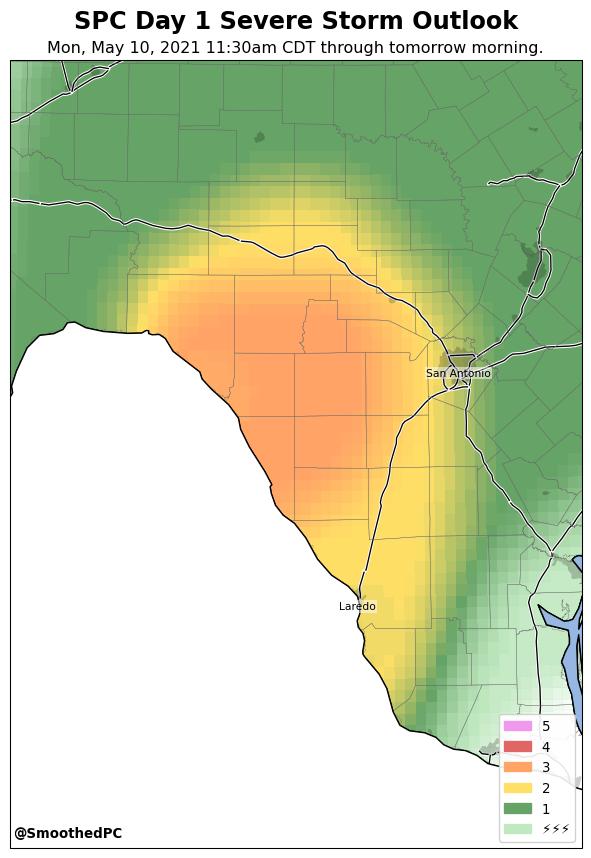 SPC Day 1 Severe Storm Outlook
Mon, May 10, 2021 11:30am CDT through tomorrow morning.
San Antonio
Laredo
5
4
3
2
1
⚡⚡⚡
@SmoothedPC